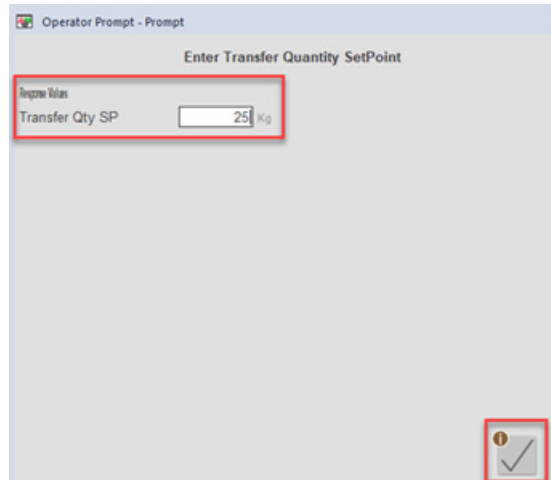 Operator Prompt - Prompt
Enter Transfer Quantity SetPoint
Response Values
Transfer Qty SP 25 Kg